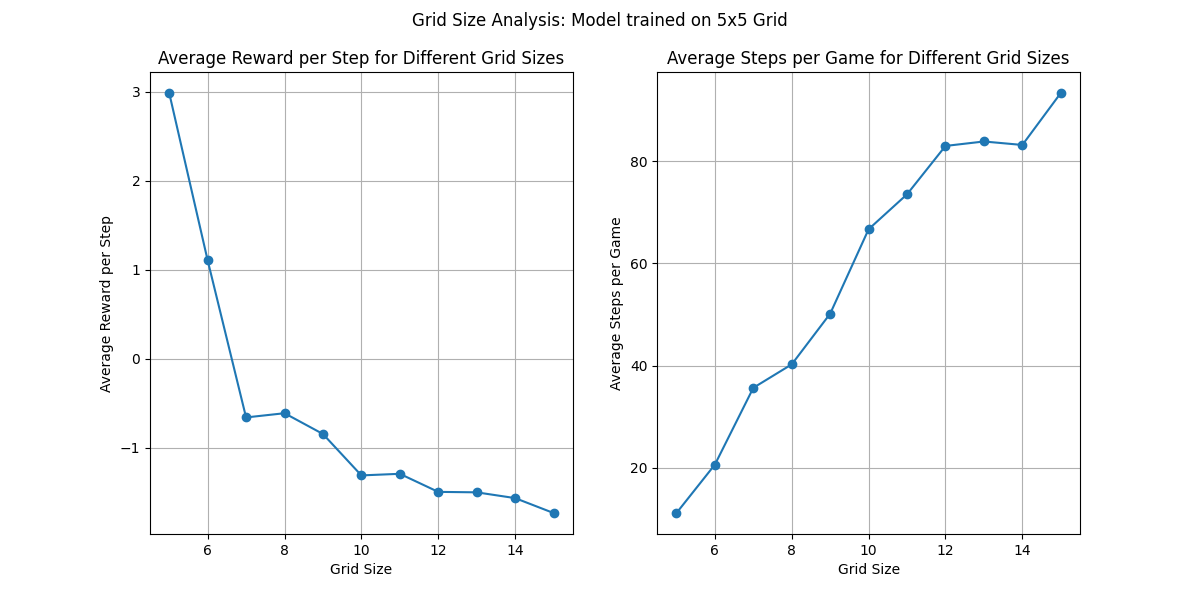 Grid Size Analysis: Model trained on 5x5 Grid
Average Reward per Step for Different Grid Sizes
3
2
1
0
−1
Average Reward per Step
6 8 10 12 14
Grid Size
Average Steps per Game for Different Grid Sizes
80
60
40
20
Average Steps per Game
6 8 10 12 14
Grid Size